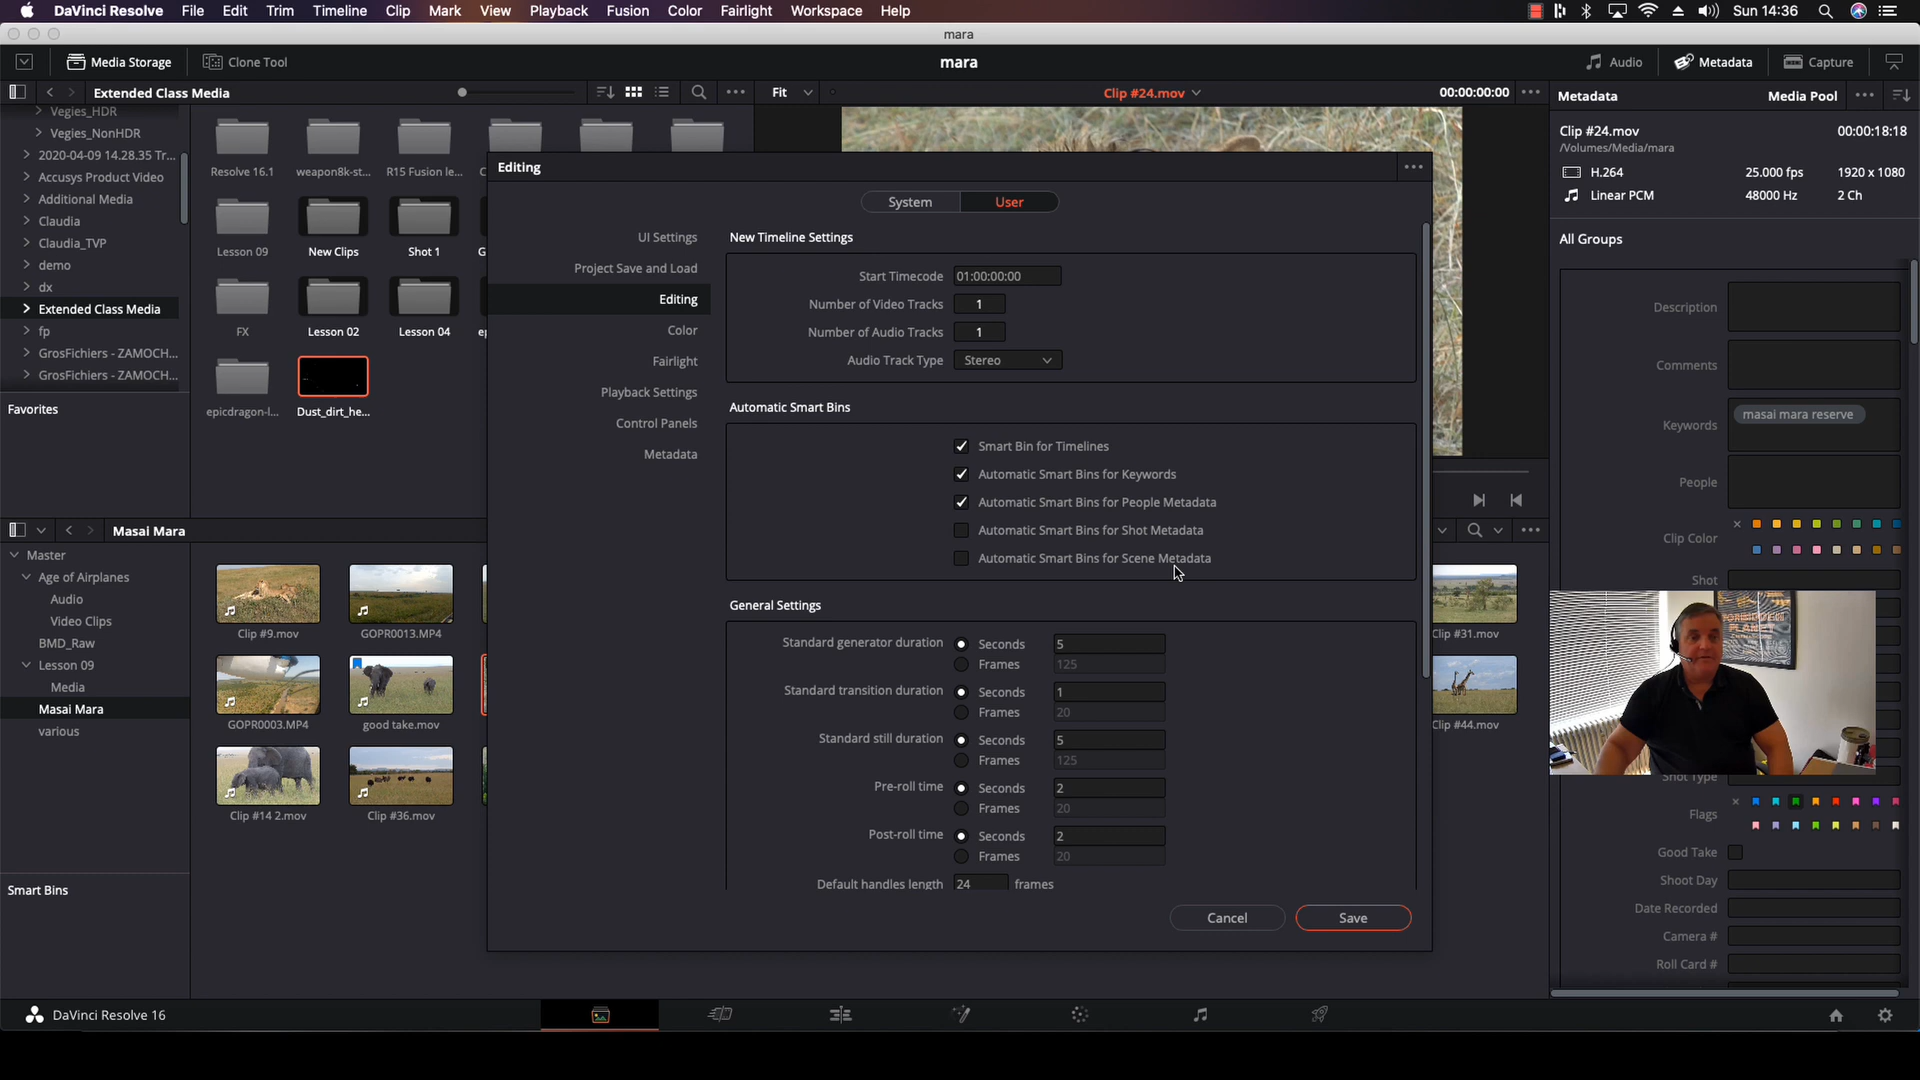 DaVinci Resolve File Edit Trim Timeline Clip Mark View Playback Fusion Color Fairlight Workspace Help Sun 14:36
mara
Media Storage Clone Tool mara Audio Metadata Capture
Extended Class Media Fit Clip #24.mov 00:00:00:00 Metadata Media Pool
Vegies_HDR
Vegies_NonHDR
2020-04-09 14.28.35 Tr...
Accusys Product Video
Additional Media
Claudia
Claudia_TVP
demo
dx
Extended Class Media
fp
GrosFichiers - ZAMOCH...
GrosFichiers - ZAMOCH...
Favorites
Resolve 16.1 weapon8k-st... R15 Fusion le...
Lesson 09 New Clips Shot 1
FX Lesson 02 Lesson 04
epicdragon-l... Dust_dirt_he...
Editing
System User
UI Settings
Project Save and Load
Editing
Color
Fairlight
Playback Settings
Control Panels
Metadata
New Timeline Settings
Start Timecode 01:00:00:00
Number of Video Tracks 1
Number of Audio Tracks 1
Audio Track Type Stereo
Automatic Smart Bins
Smart Bin for Timelines
Automatic Smart Bins for Keywords
Automatic Smart Bins for People Metadata
Automatic Smart Bins for Shot Metadata
Automatic Smart Bins for Scene Metadata
General Settings
Standard generator duration Seconds 5
Frames 125
Standard transition duration Seconds 1
Frames 20
Standard still duration Seconds 5
Frames 125
Pre-roll time Seconds 2
Frames 20
Post-roll time Seconds 2
Frames 20
Default handles length 24 frames
Cancel Save
Clip #24.mov 00:00:18:18
/Volumes/Media/mara
H.264 25.000 fps 1920 x 1080
Linear PCM 48000 Hz 2 Ch
All Groups
Description
Comments
Keywords masai mara reserve
People
Clip Color
Shot
Shot Type
Flags
Good Take
Shoot Day
Date Recorded
Camera #
Roll Card #
Masai Mara
Master
Age of Airplanes
Audio
Video Clips
BMD_Raw
Lesson 09
Media
Masai Mara
various
Smart Bins
Clip #9.mov GOPR0013.MP4 Clip #31.mov
GOPR0003.MP4 good take.mov Clip #44.mov
Clip #14 2.mov Clip #36.mov
DaVinci Resolve 16